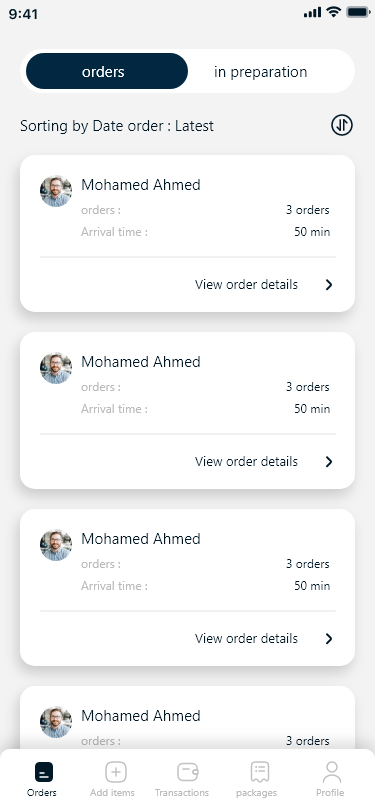 9:41
orders in preparation
Sorting by Date order : Latest
Mohamed Ahmed
orders : 3 orders
Arrival time : 50 min
View order details
Mohamed Ahmed
orders : 3 orders
Arrival time : 50 min
View order details
Mohamed Ahmed
orders : 3 orders
Arrival time : 50 min
View order details
Mohamed Ahmed
orders : 3 orders
Orders Add items Transactions packages Profile